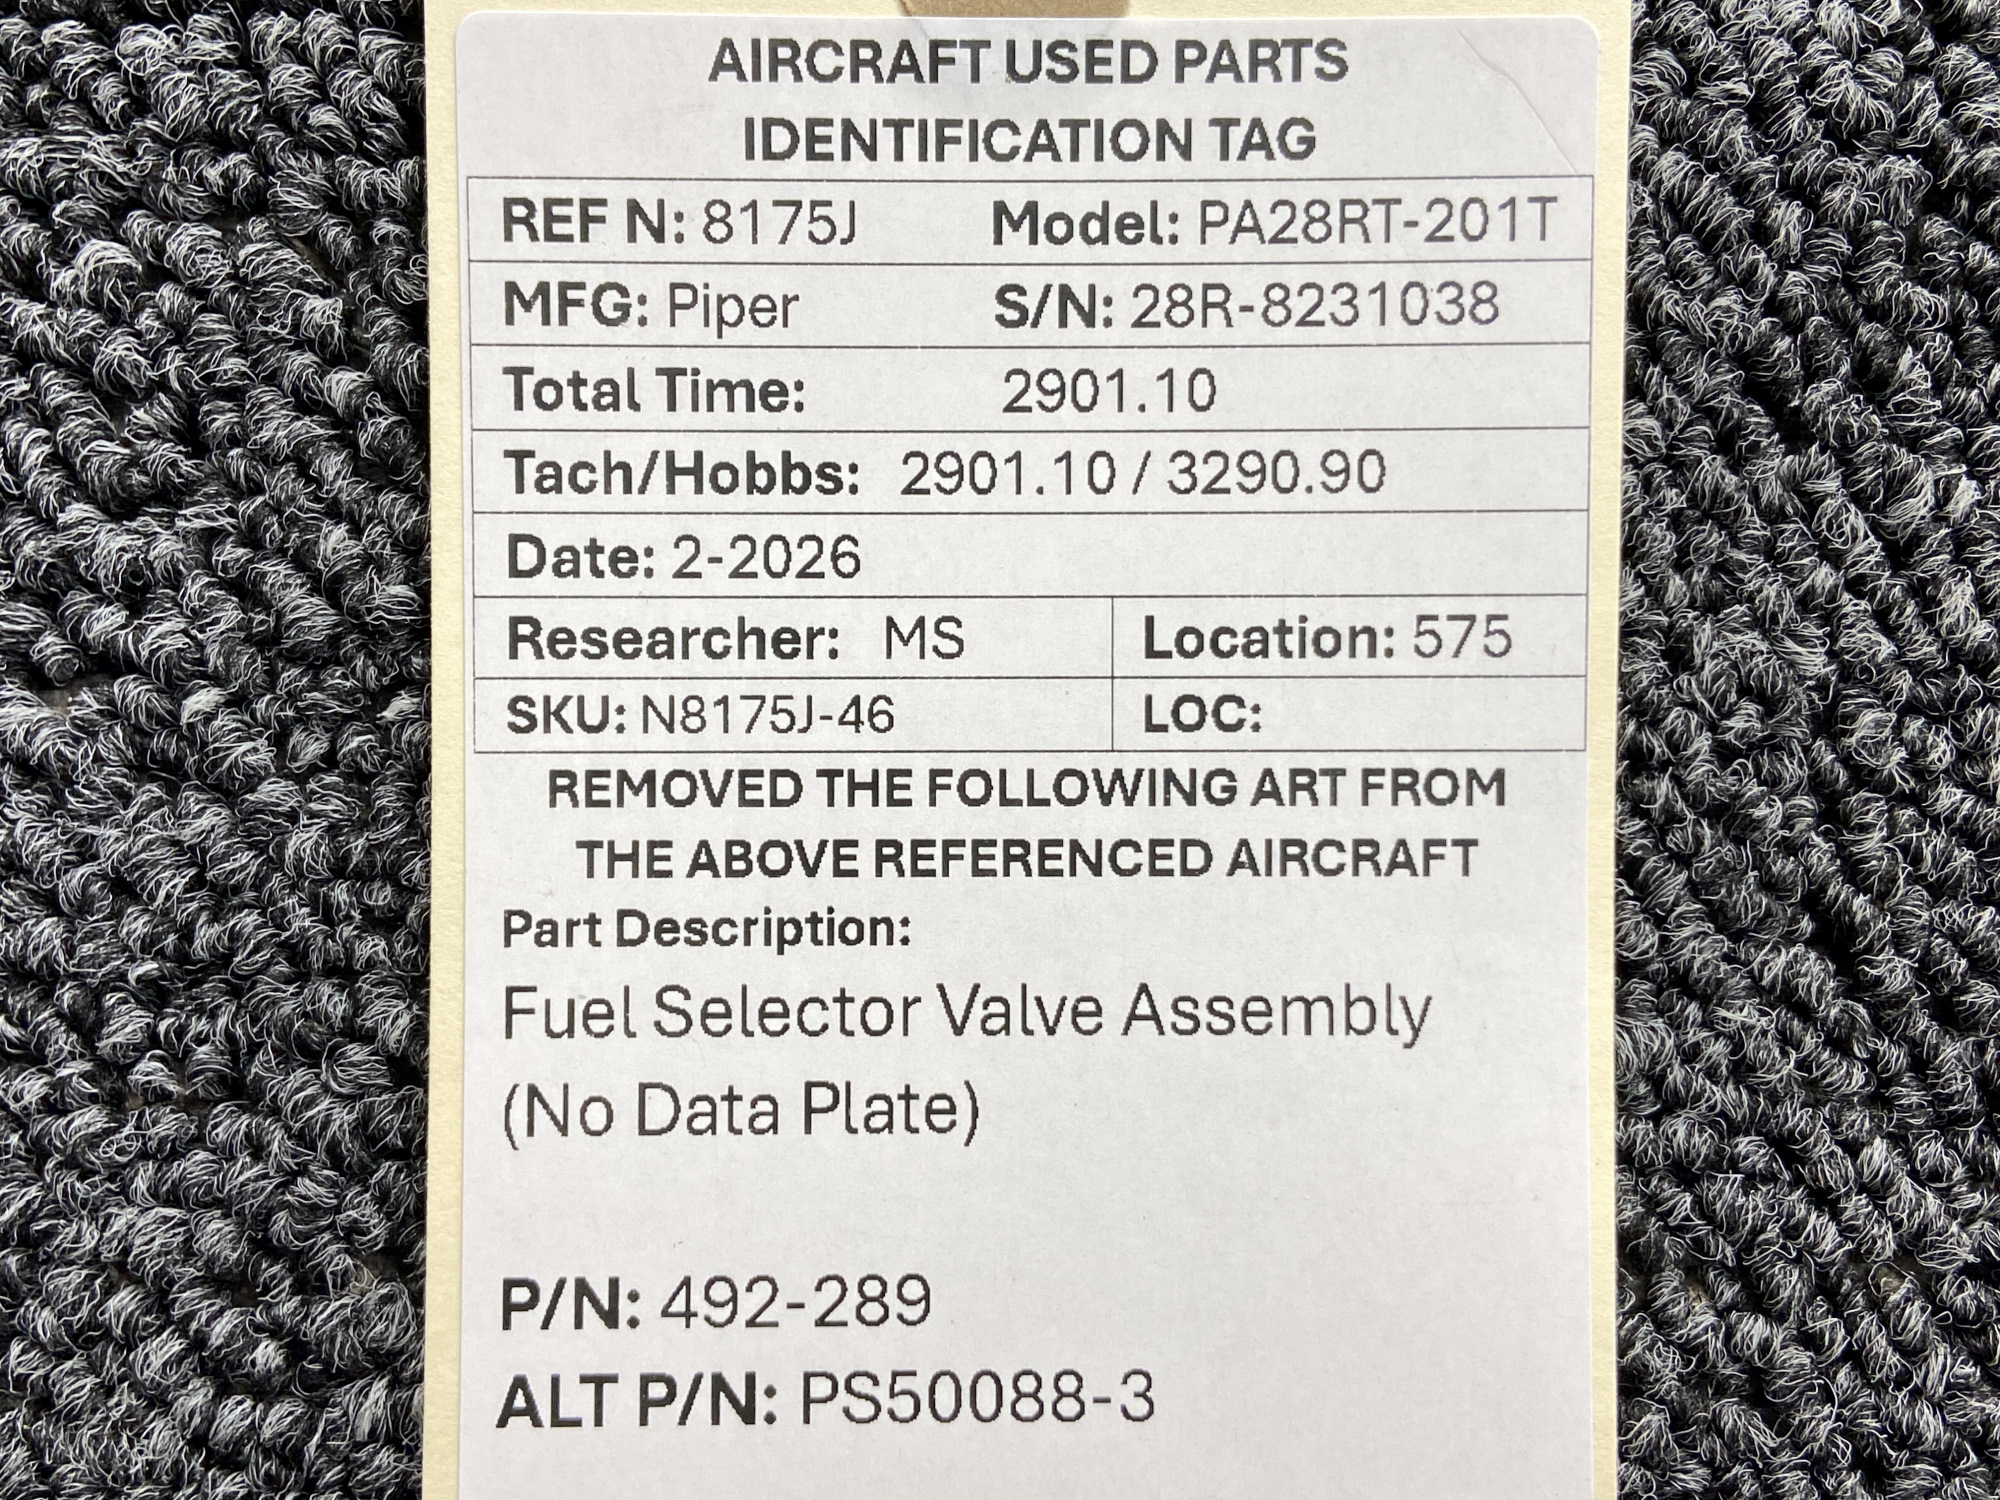 AIRCRAFT USED PARTS
IDENTIFICATION TAG
REF N: 8175J Model: PA28RT-201T
MFG: Piper S/N: 28R-8231038
Total Time: 2901.10
Tach/Hobbs: 2901.10 / 3290.90
Date: 2-2026
Researcher: MS Location: 575
SKU: N8175J-46 LOC:
REMOVED THE FOLLOWING ART FROM
THE ABOVE REFERENCED AIRCRAFT
Part Description:
Fuel Selector Valve Assembly
(No Data Plate)
P/N: 492-289
ALT P/N: PS50088-3